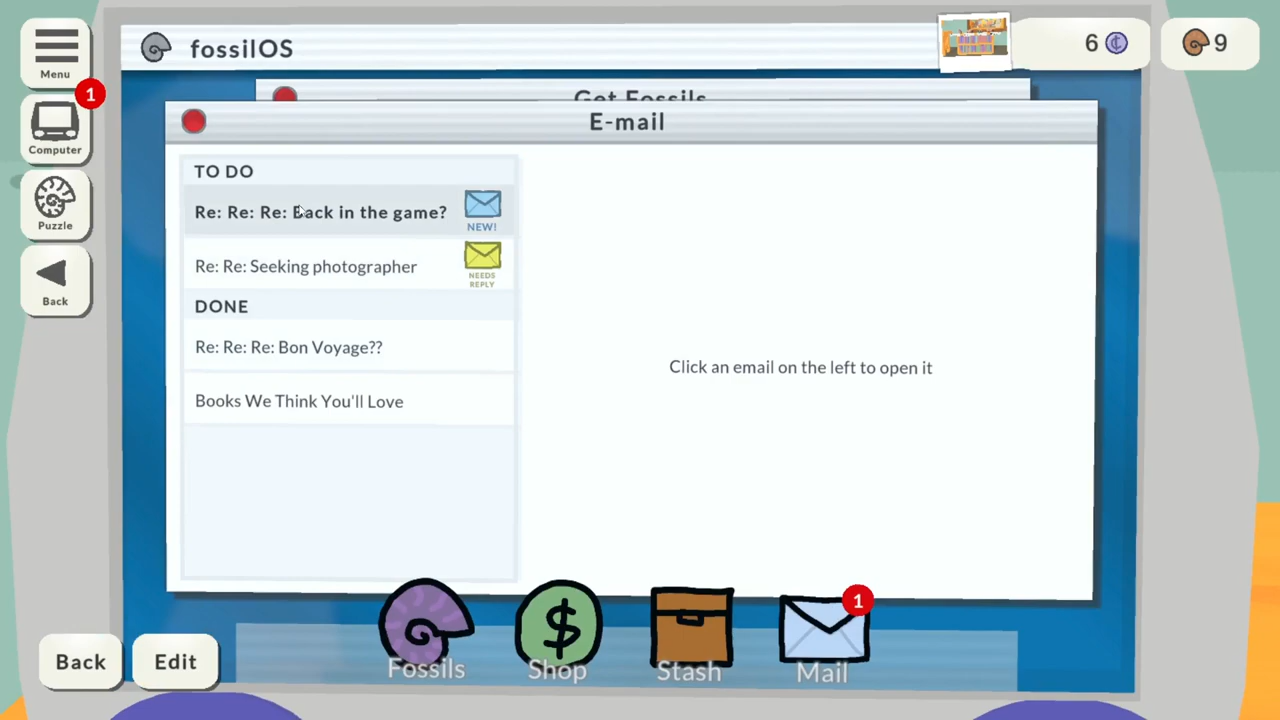 Menu
1
Computer
Puzzle
Back
fossilOS
6
9
Get Fossils
E-mail
TO DO
Re: Re: Re: Back in the game?
NEW!
Re: Re: Seeking photographer
NEEDS
REPLY
DONE
Re: Re: Re: Bon Voyage??
Books We Think You'll Love
Click an email on the left to open it
Back
Edit
Fossils
$
Shop
Stash
1
Mail